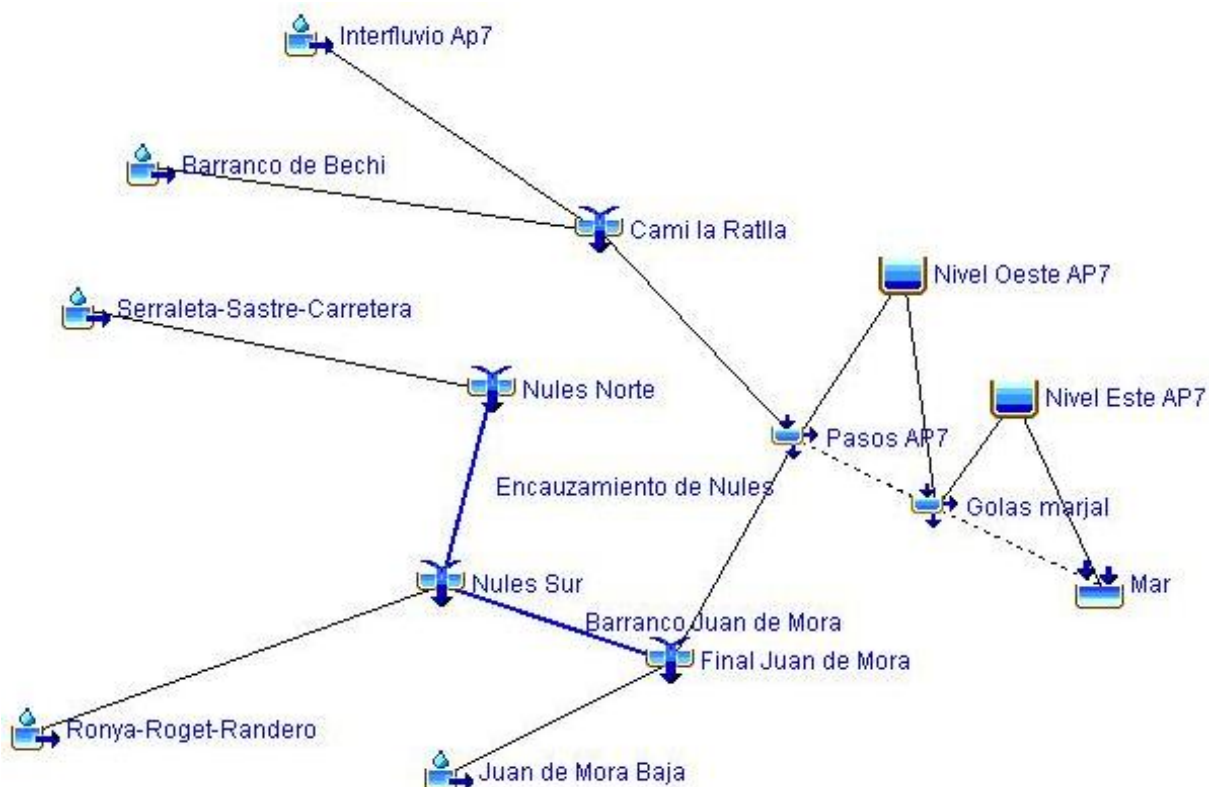 Interfluvio Ap7
Barranco de Bechi
Cami la Ratlla
Nivel Oeste AP7
Serraleta-Sastre-Carretera
Nules Norte
Nivel Este AP7
Pasos AP7
Encauzamiento de Nules
Golas marjal
Nules Sur
Mar
Barranco Juan de Mora
Final Juan de Mora
Ronya-Roget-Randero
Juan de Mora Baja